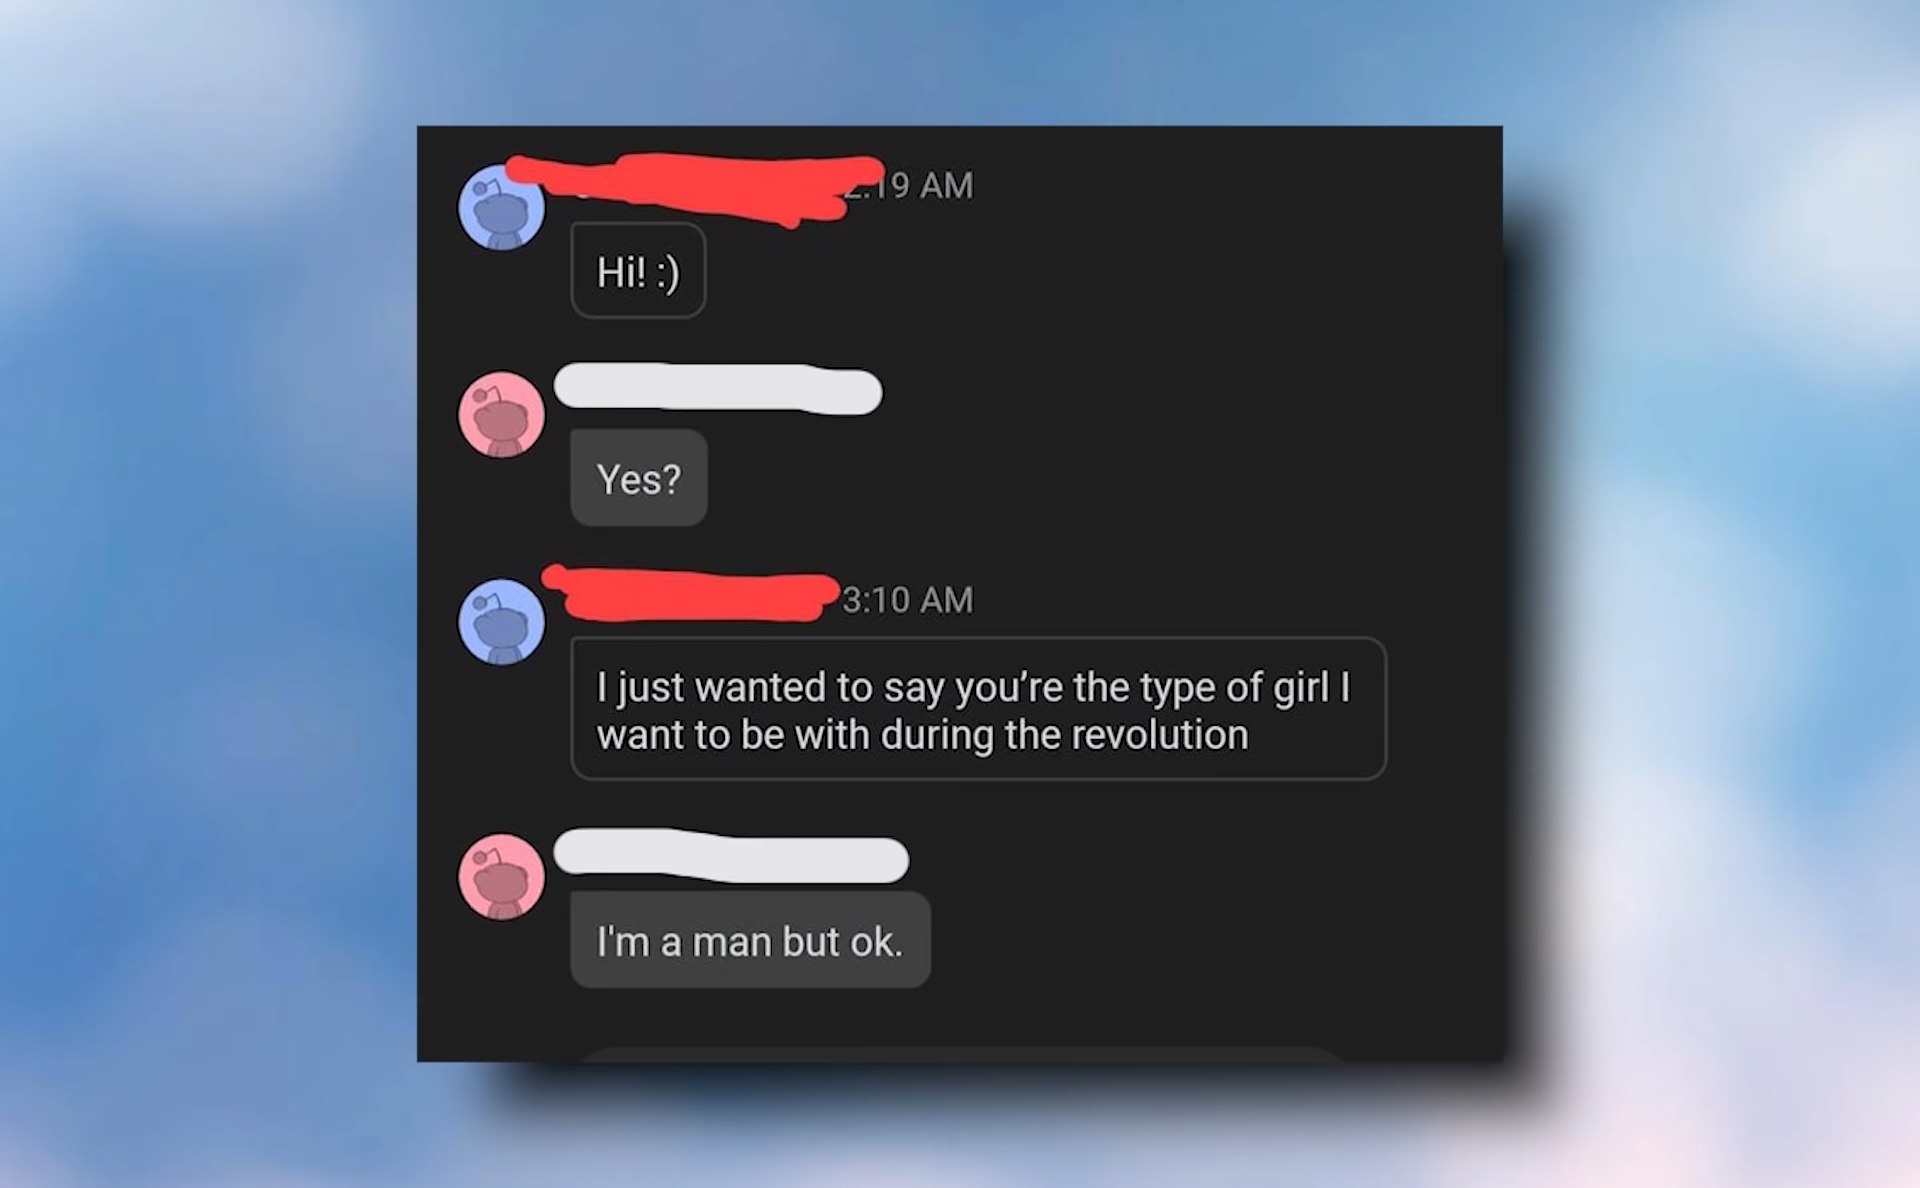 :19 AM
Hi! :)
Yes?
3:10 AM
I just wanted to say you’re the type of girl I
want to be with during the revolution
I'm a man but ok.